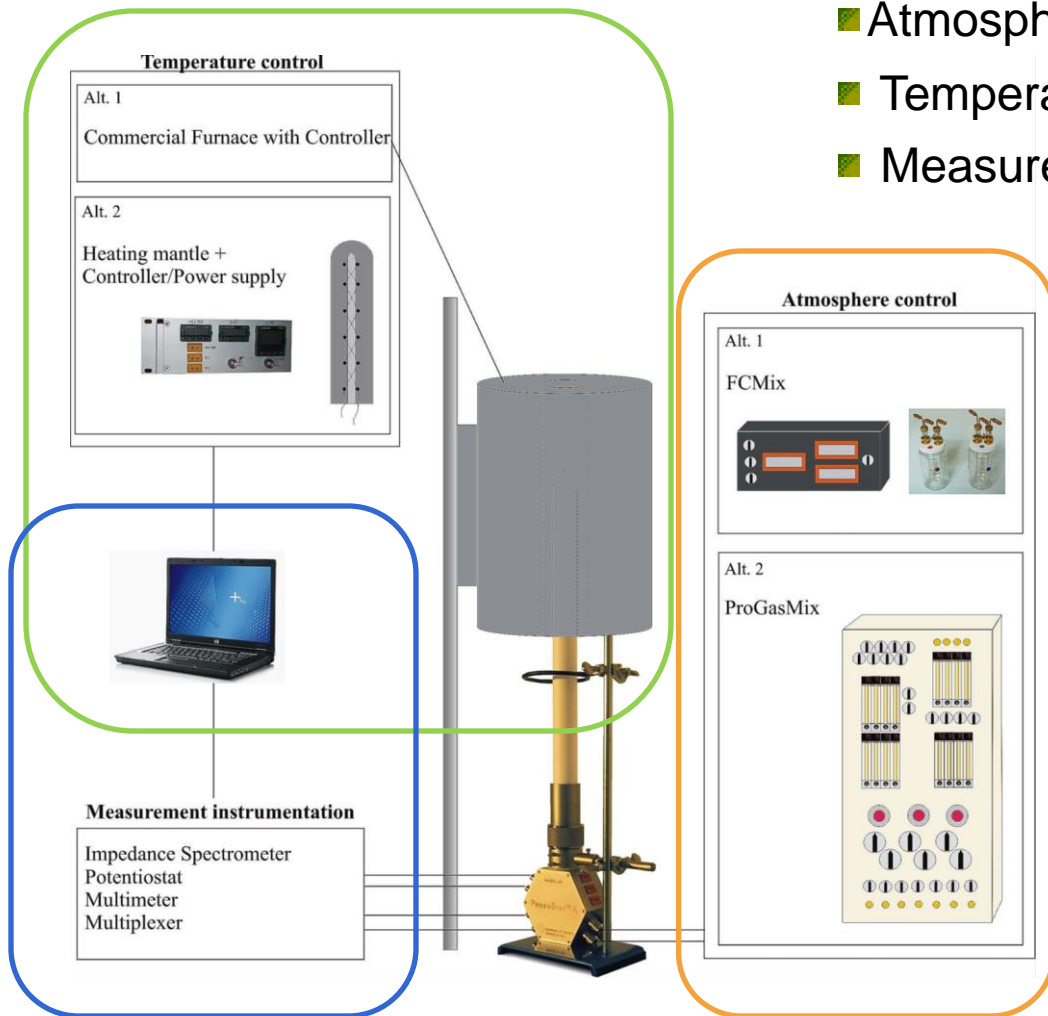 Temperature control
Alt. 1
Commercial Furnace with Controller
Alt. 2
Heating mantle +
Controller/Power supply
Measurement instrumentation
Impedance Spectrometer
Potentiostat
Multimeter
Multiplexer
Atmosphere control
Alt. 1
FCMix
Alt. 2
ProGasMix